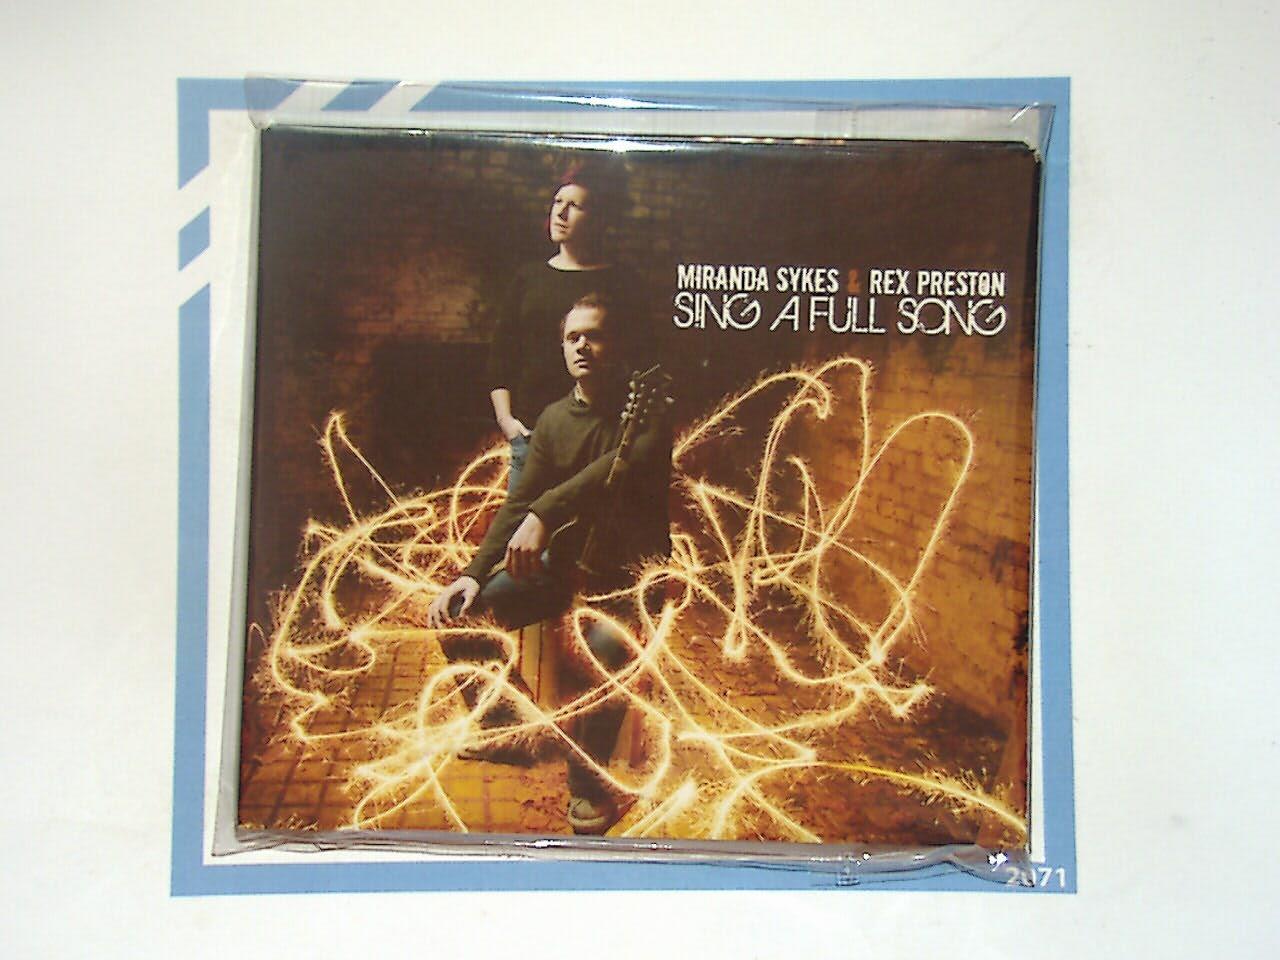 MIRANDA SYKES & REX PRESTON
SING A FULL SONG
2071